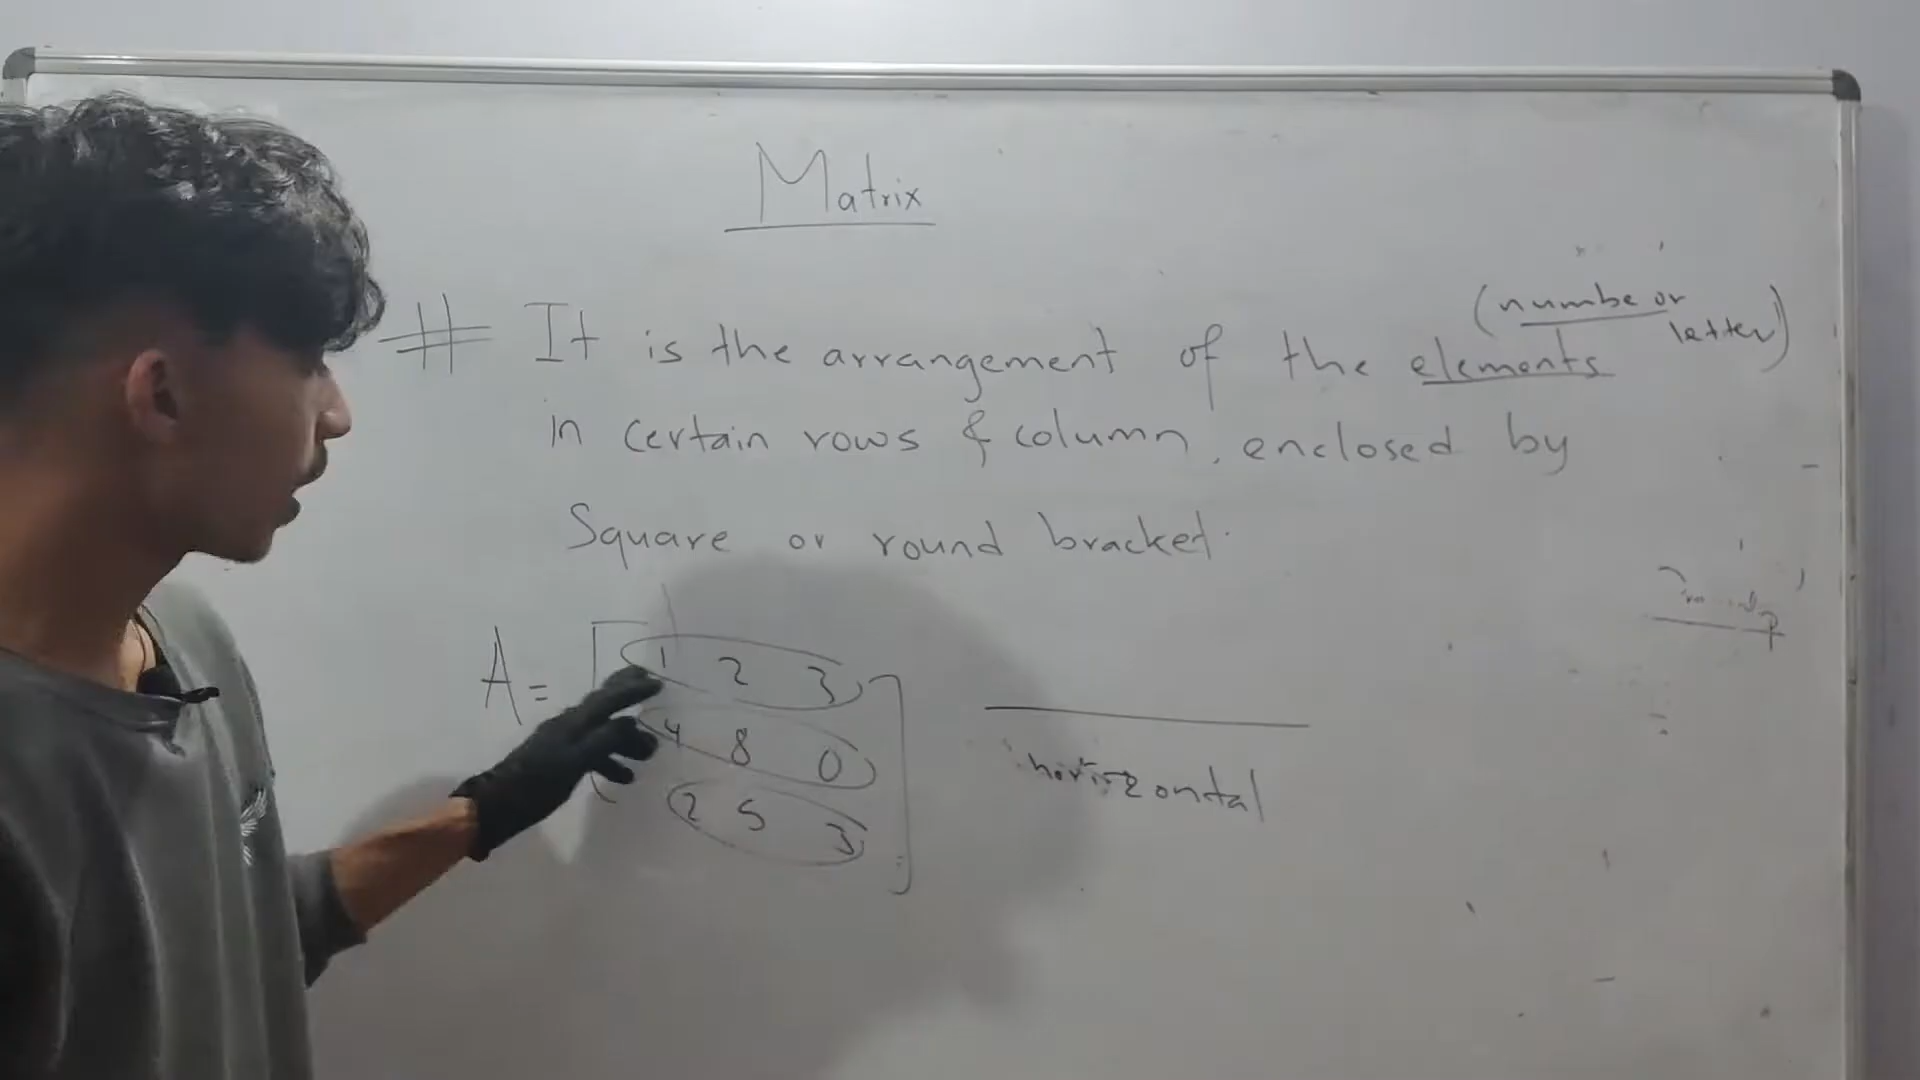 Matrix
(numbe or
letter)
# It is the arrangement of the elements
in certain rows & column, enclosed by
Square or round bracket.
A = [ 1 2 3
4 8 0
2 5 3 ]
horizontal